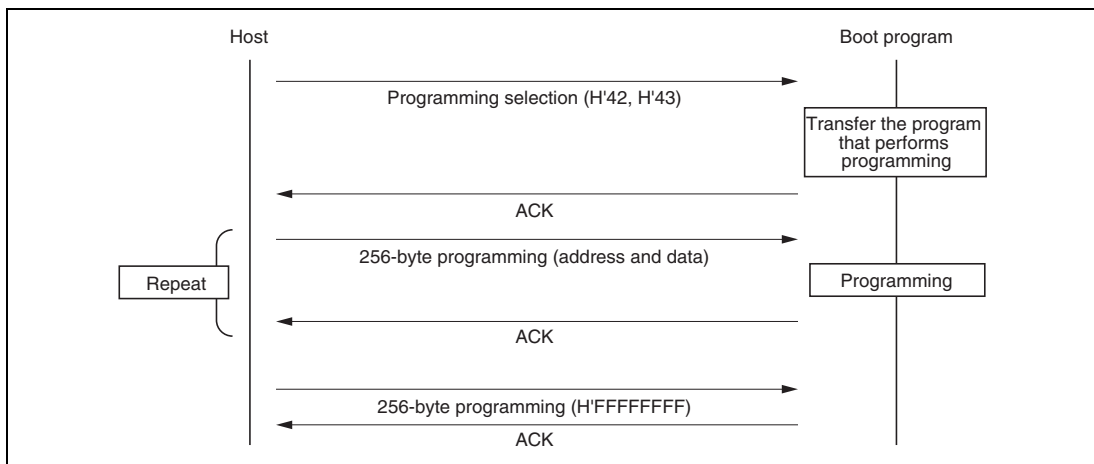 Host
Boot program
Programming selection (H'42, H'43)
Transfer the program
that performs
programming
ACK
256-byte programming (address and data)
Repeat
Programming
ACK
256-byte programming (H'FFFFFFFF)
ACK